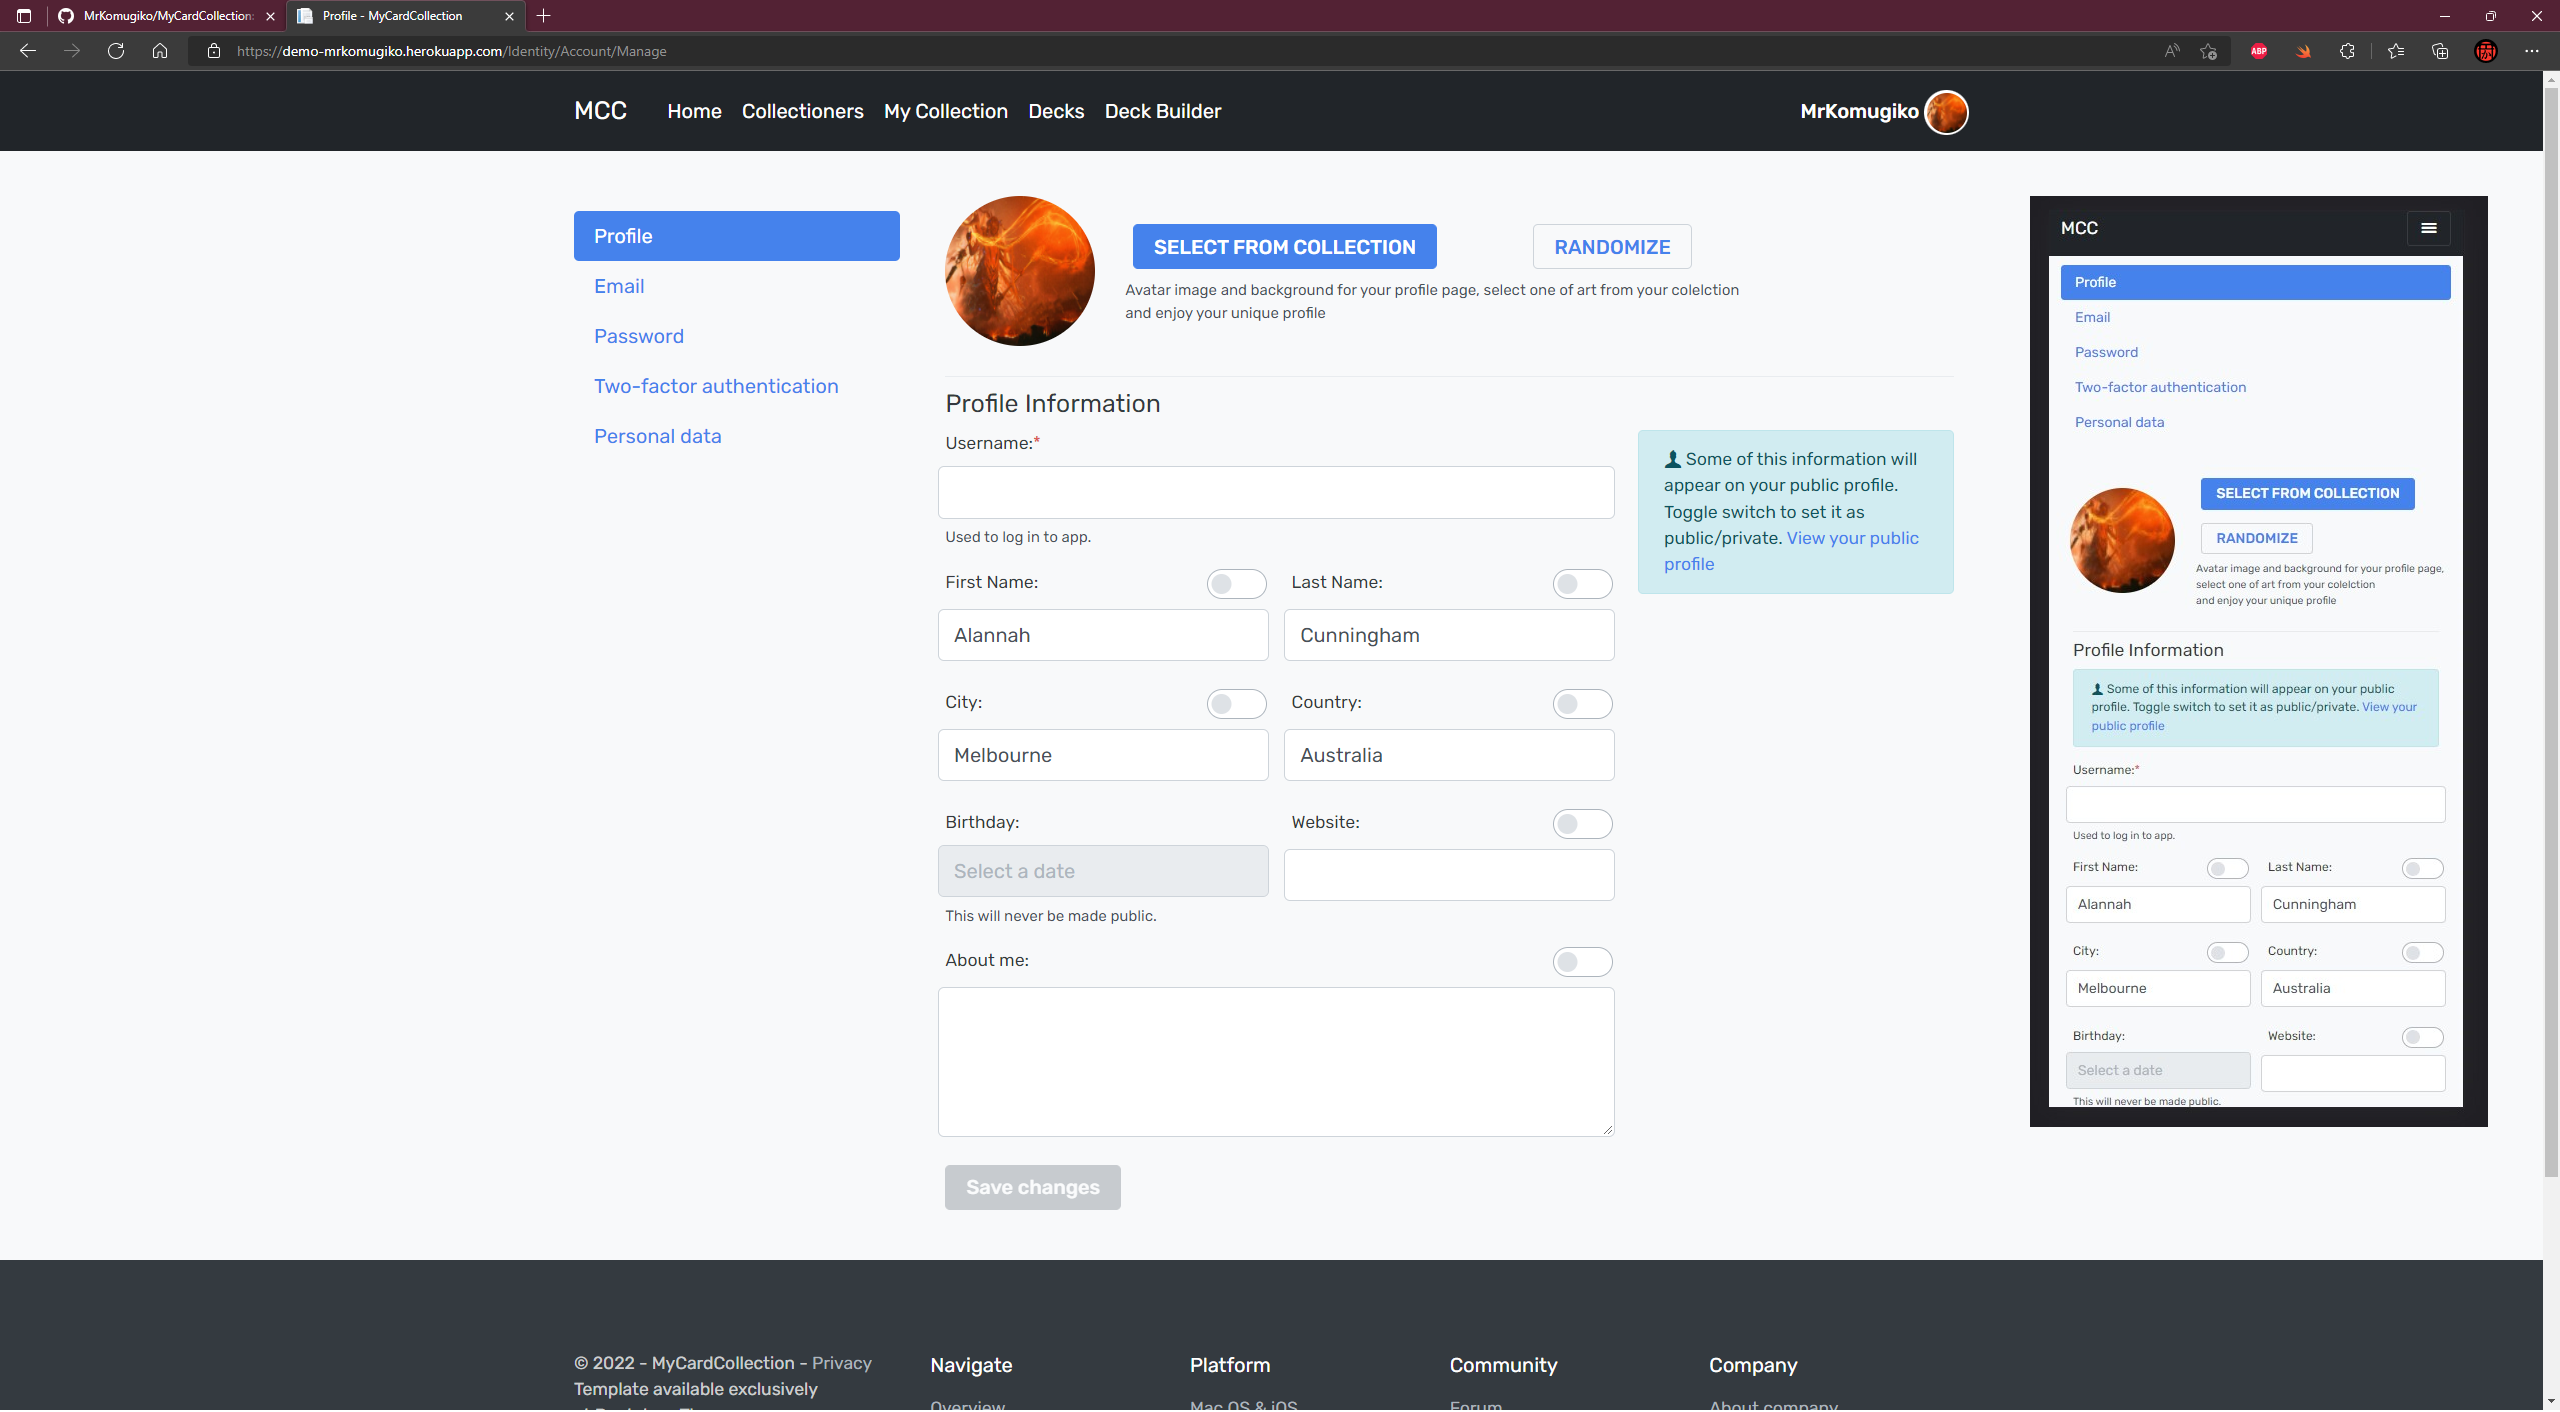 MrKomugiko/MyCardCollection:
Profile - MyCardCollection
https://demo-mrkomugiko.herokuapp.com/Identity/Account/Manage
ABP
MCC Home Collectioners My Collection Decks Deck Builder MrKomugiko
Profile
Email
Password
Two-factor authentication
Personal data
SELECT FROM COLLECTION RANDOMIZE
Avatar image and background for your profile page, select one of art from your colelction
and enjoy your unique profile
Profile Information
Username:*
Used to log in to app.
Some of this information will
appear on your public profile.
Toggle switch to set it as
public/private. View your public
profile
First Name: Last Name:
Alannah Cunningham
City: Country:
Melbourne Australia
Birthday: Website:
Select a date
This will never be made public.
About me:
Save changes
MCC
Profile
Email
Password
Two-factor authentication
Personal data
SELECT FROM COLLECTION
RANDOMIZE
Avatar image and background for your profile page,
select one of art from your colelction
and enjoy your unique profile
Profile Information
Some of this information will appear on your public
profile. Toggle switch to set it as public/private. View your
public profile
Username:*
Used to log in to app.
First Name: Last Name:
Alannah Cunningham
City: Country:
Melbourne Australia
Birthday: Website:
Select a date
This will never be made public.
© 2022 - MyCardCollection - Privacy
Template available exclusively
Navigate Platform Community Company
Overview Mac OS & iOS Forum About company